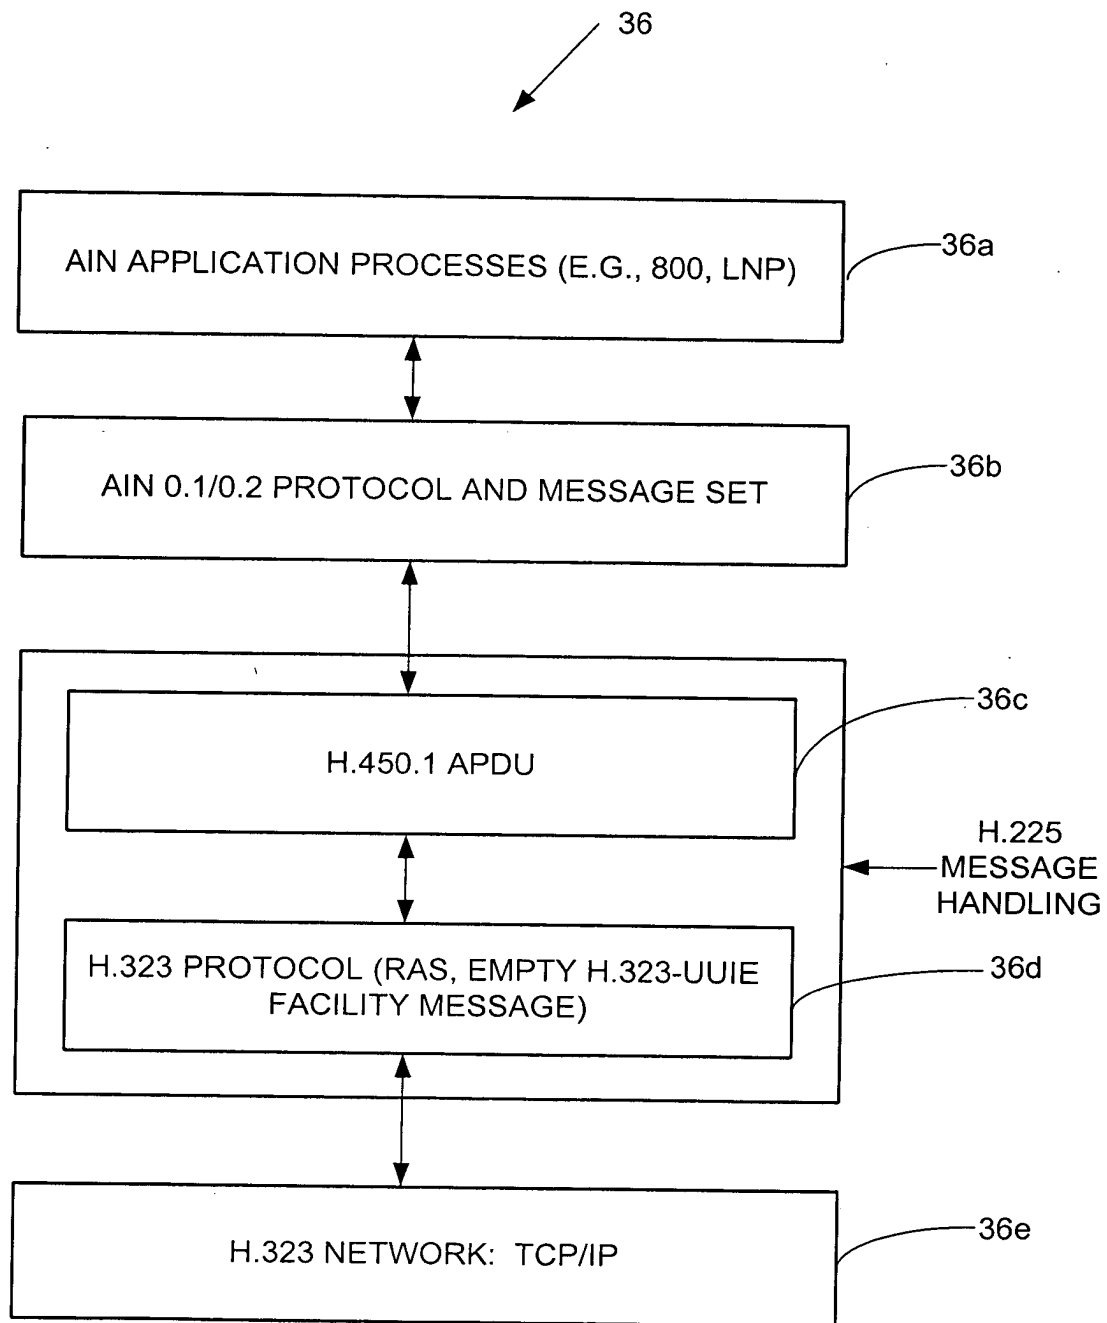 36
AIN APPLICATION PROCESSES (E.G., 800, LNP)
36a
AIN 0.1/0.2 PROTOCOL AND MESSAGE SET
36b
36c
H.450.1 APDU
H.225
MESSAGE
HANDLING
H.323 PROTOCOL (RAS, EMPTY H.323-UUIE
FACILITY MESSAGE)
36d
H.323 NETWORK: TCP/IP
36e